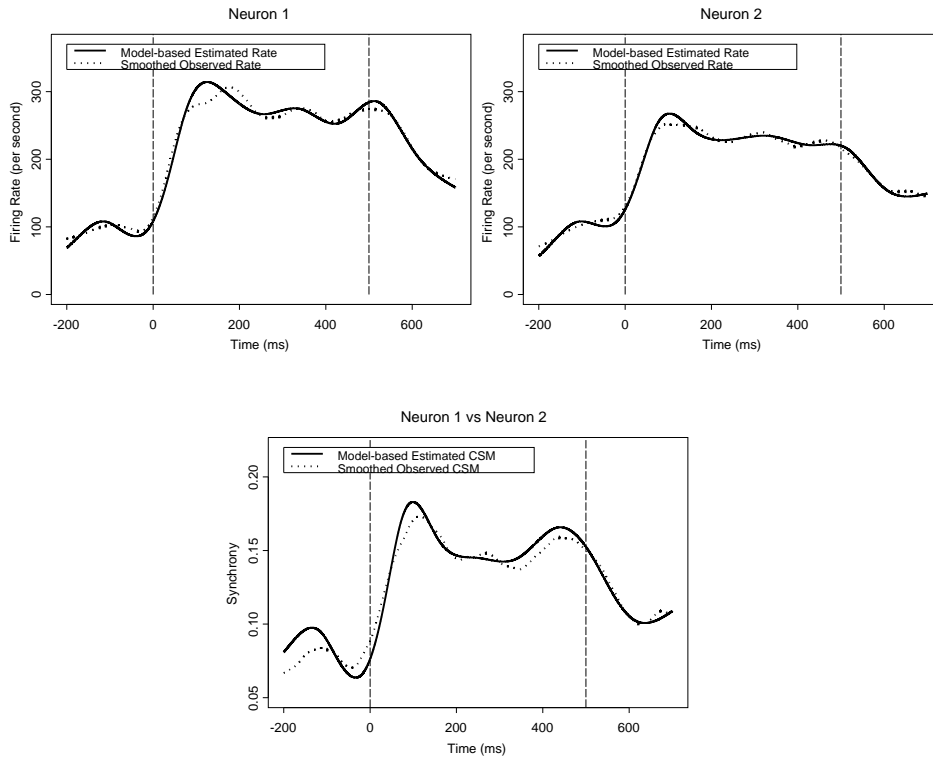 Neuron 1
Model-based Estimated Rate
Smoothed Observed Rate
Firing Rate (per second)
300
200
100
0
-200 0 200 400 600
Time (ms)
Neuron 2
Model-based Estimated Rate
Smoothed Observed Rate
Firing Rate (per second)
300
200
100
0
-200 0 200 400 600
Time (ms)
Neuron 1 vs Neuron 2
Model-based Estimated CSM
Smoothed Observed CSM
Synchrony
0.20
0.15
0.10
0.05
-200 0 200 400 600
Time (ms)